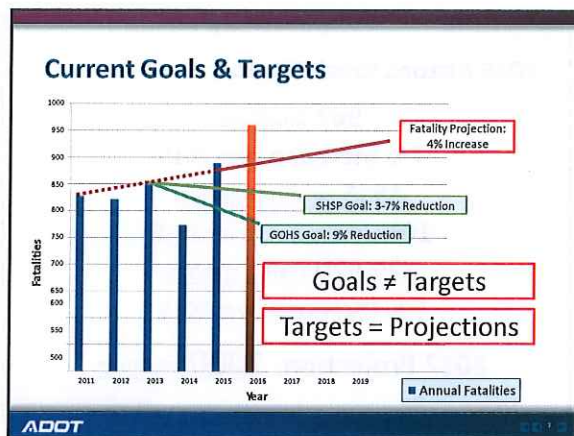 Current Goals & Targets
1000
950
900
850
800
750
700
650
600
550
500
Fatalities
Fatality Projection:
4% Increase
SHSP Goal: 3-7% Reduction
GOHS Goal: 9% Reduction
Goals ≠ Targets
Targets = Projections
2011 2012 2013 2014 2015 2016 2017 2018 2019
Year
Annual Fatalities
ADOT